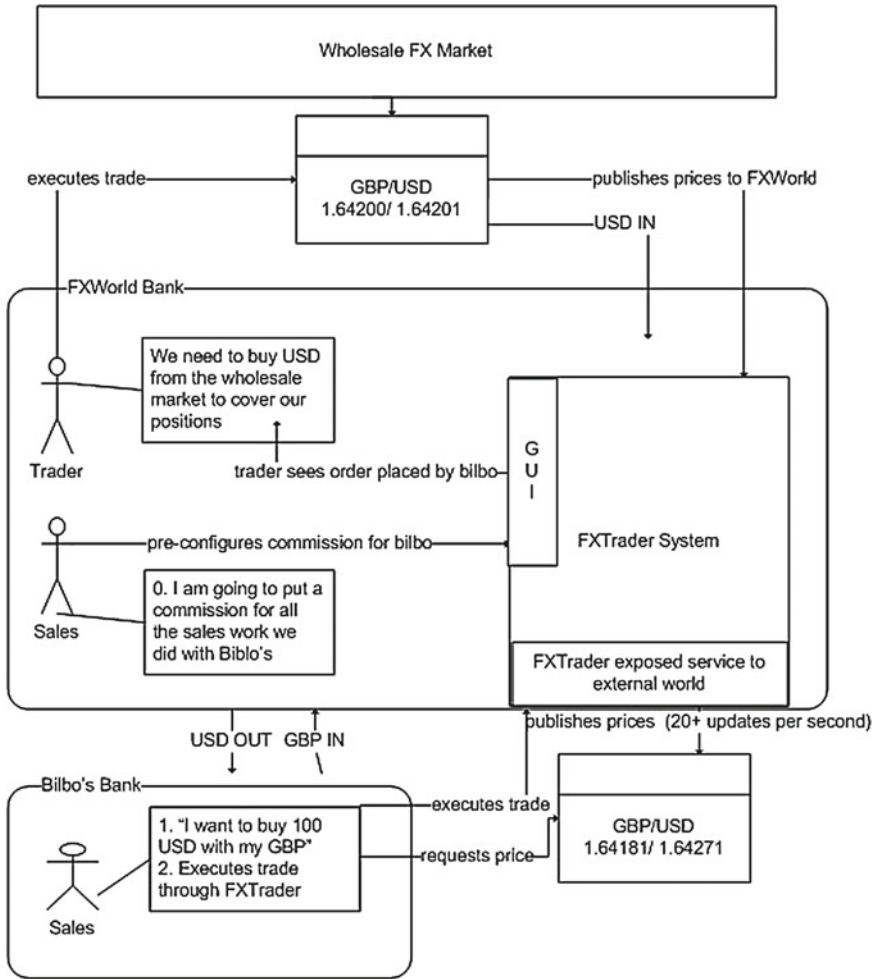 Wholesale FX Market
GBP/USD
1.64200/ 1.64201
executes trade
publishes prices to FXWorld
USD IN
FXWorld Bank
We need to buy USD
from the wholesale
market to cover our
positions
Trader
trader sees order placed by bilbo
G
U
I
FXTrader System
pre-configures commission for bilbo
0. I am going to put a
commission for all
the sales work we
did with Biblo's
Sales
FXTrader exposed service to
external world
USD OUT
GBP IN
publishes prices (20+ updates per second)
Bilbo's Bank
1. "I want to buy 100
USD with my GBP"
2. Executes trade
through FXTrader
Sales
executes trade
requests price
GBP/USD
1.64181/ 1.64271